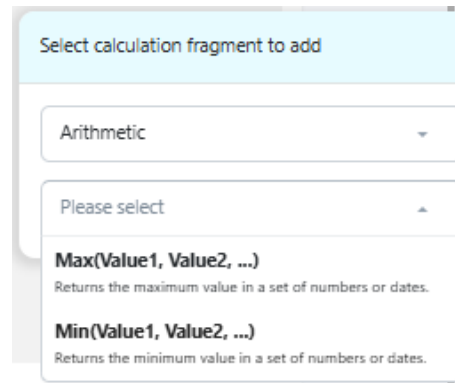 Select calculation fragment to add
Arithmetic
Please select
Max(Value1, Value2, ...)
Returns the maximum value in a set of numbers or dates.
Min(Value1, Value2, ...)
Returns the minimum value in a set of numbers or dates.